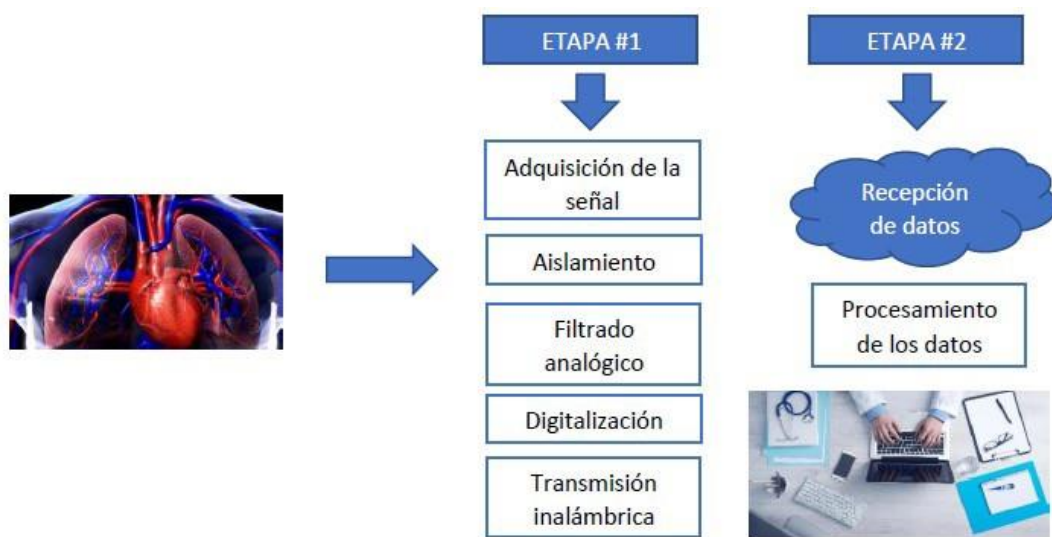 ETAPA #1
Adquisición de la
señal
Aislamiento
Filtrado
analógico
Digitalización
Transmisión
inalámbrica
ETAPA #2
Recepción
de datos
Procesamiento
de los datos